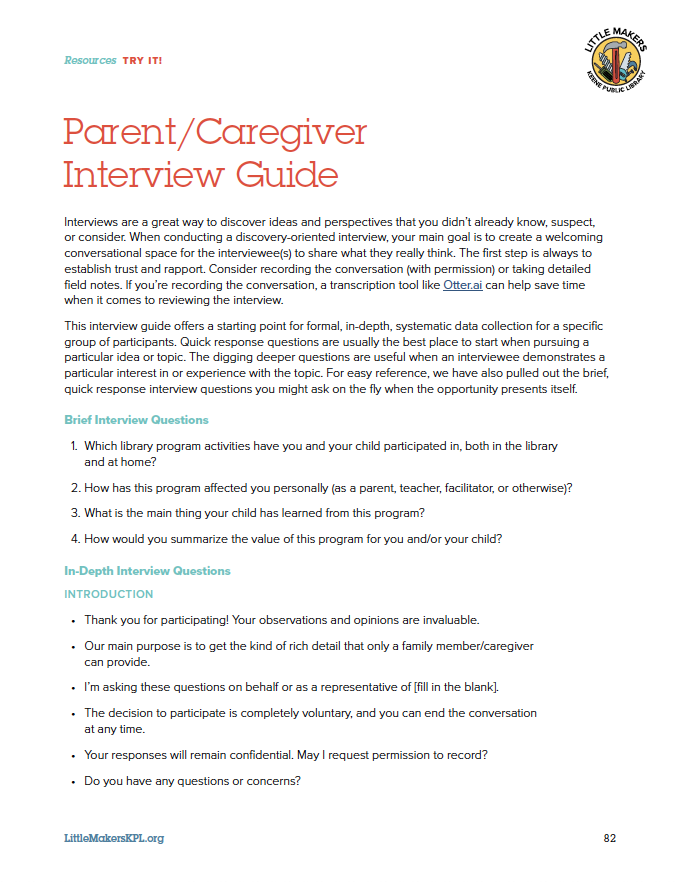 Resources TRY IT!
LITTLE MAKERS
KEENE PUBLIC LIBRARY
Parent/Caregiver
Interview Guide
Interviews are a great way to discover ideas and perspectives that you didn’t already know, suspect,
or consider. When conducting a discovery-oriented interview, your main goal is to create a welcoming
conversational space for the interviewee(s) to share what they really think. The first step is always to
establish trust and rapport. Consider recording the conversation (with permission) or taking detailed
field notes. If you’re recording the conversation, a transcription tool like Otter.ai can help save time
when it comes to reviewing the interview.
This interview guide offers a starting point for formal, in-depth, systematic data collection for a specific
group of participants. Quick response questions are usually the best place to start when pursuing a
particular idea or topic. The digging deeper questions are useful when an interviewee demonstrates a
particular interest in or experience with the topic. For easy reference, we have also pulled out the brief,
quick response interview questions you might ask on the fly when the opportunity presents itself.
Brief Interview Questions
1. Which library program activities have you and your child participated in, both in the library
and at home?
2. How has this program affected you personally (as a parent, teacher, facilitator, or otherwise)?
3. What is the main thing your child has learned from this program?
4. How would you summarize the value of this program for you and/or your child?
In-Depth Interview Questions
INTRODUCTION
• Thank you for participating! Your observations and opinions are invaluable.
• Our main purpose is to get the kind of rich detail that only a family member/caregiver
can provide.
• I’m asking these questions on behalf or as a representative of [fill in the blank].
• The decision to participate is completely voluntary, and you can end the conversation
at any time.
• Your responses will remain confidential. May I request permission to record?
• Do you have any questions or concerns?
LittleMakersKPL.org
82